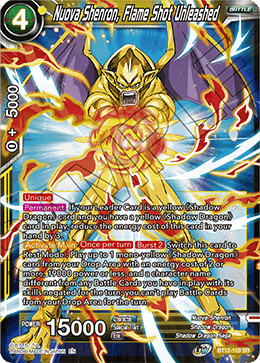 Nuova Shenron, Flame Shot Unleashed
BATTLE
4
0 + 5000
Unique
Permanent If your Leader Card is a yellow 《Shadow
Dragon》 card and you have a yellow 《Shadow Dragon》
card in play, reduce the energy cost of this card in your
hand by 3.
Activate Main Once per turn Burst 2 Switch this card to
Rest Mode : Play up to 1 mono-yellow 《Shadow Dragon》
card from your Drop Area with an energy cost of 2 or
more, 15000 power or less, and a character name
different from any Battle Cards you have in play with its
skills negated for the turn; you can't play Battle Cards
from your Drop Area for the turn.
POWER
15000
Character
Nuova Shenron
Special Trait
Shadow Dragon
Era
Shadow Dragon Saga
BT12-109 SR